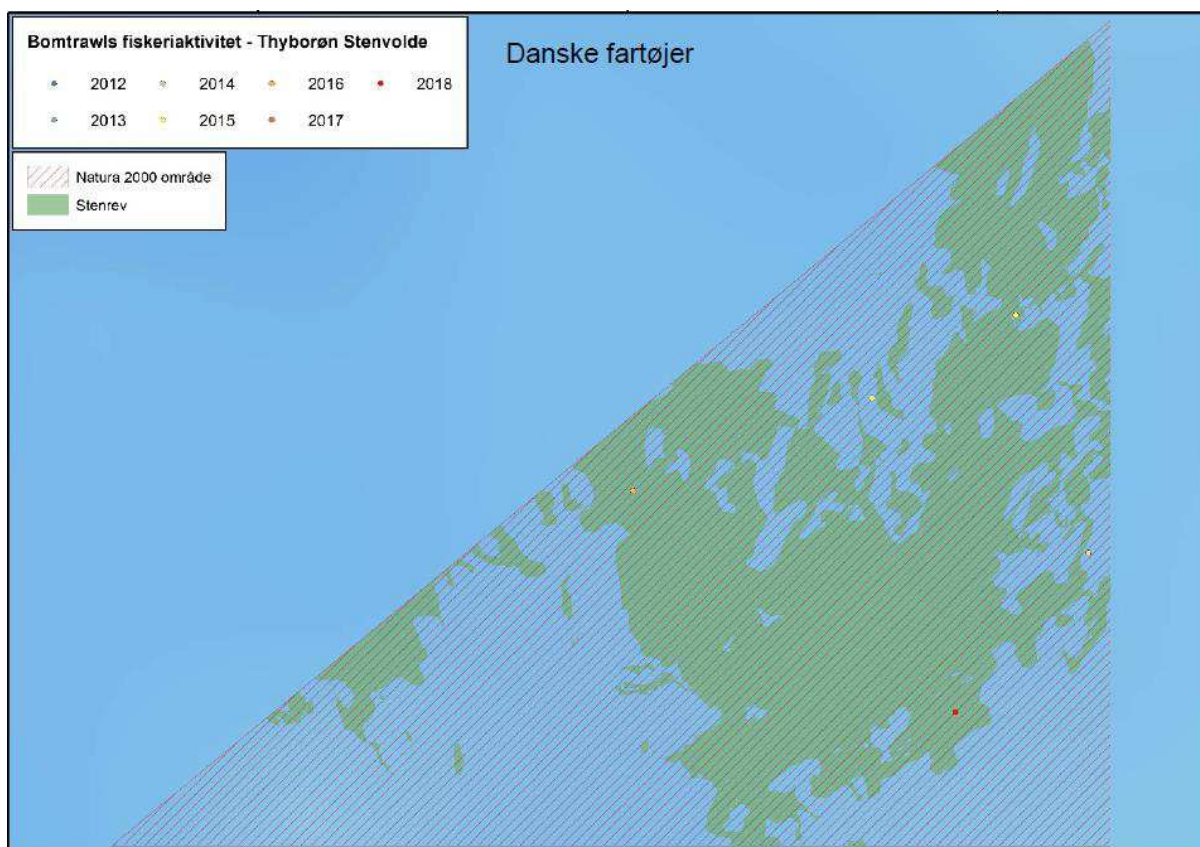 Bomtrawls fiskeriaktivitet - Thyborøn Stenvolde
2012 2014 2016 2018
2013 2015 2017
Danske fartøjer
Natura 2000 område
Stenrev